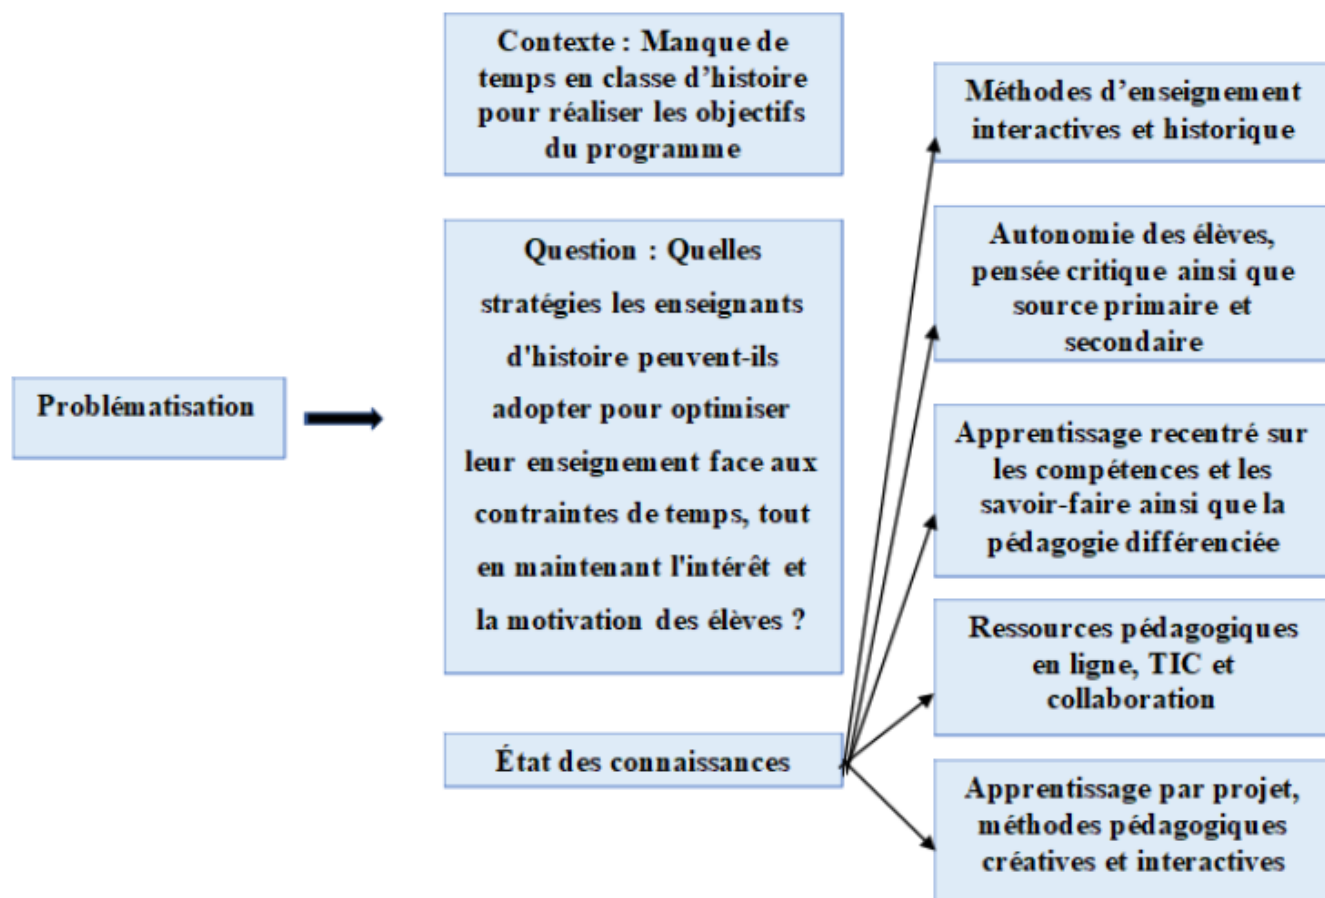 Problématisation
Contexte : Manque de
temps en classe d’histoire
pour réaliser les objectifs
du programme
Question : Quelles
stratégies les enseignants
d'histoire peuvent-ils
adopter pour optimiser
leur enseignement face aux
contraintes de temps, tout
en maintenant l'intérêt et
la motivation des élèves ?
État des connaissances
Méthodes d’enseignement
interactives et historique
Autonomie des élèves,
pensée critique ainsi que
source primaire et
secondaire
Apprentissage recentré sur
les compétences et les
savoir-faire ainsi que la
pédagogie différenciée
Ressources pédagogiques
en ligne, TIC et
collaboration
Apprentissage par projet,
méthodes pédagogiques
créatives et interactives